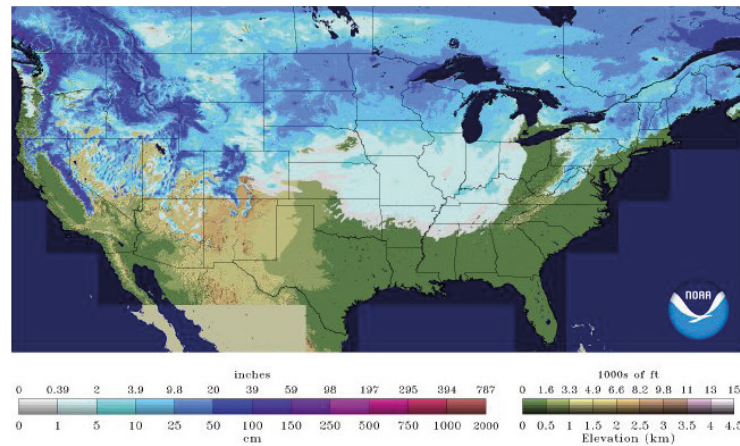 NOAA
inches
0 0.39 2 3.9 9.8 20 39 59 98 197 295 394 787
0 1 5 10 25 50 100 150 250 500 750 1000 2000
cm
1000s of ft
0 1.6 3.3 4.9 6.6 8.2 9.8 11 13 15
0 0.5 1 1.5 2 2.5 3 3.5 4 4.5
Elevation (km)